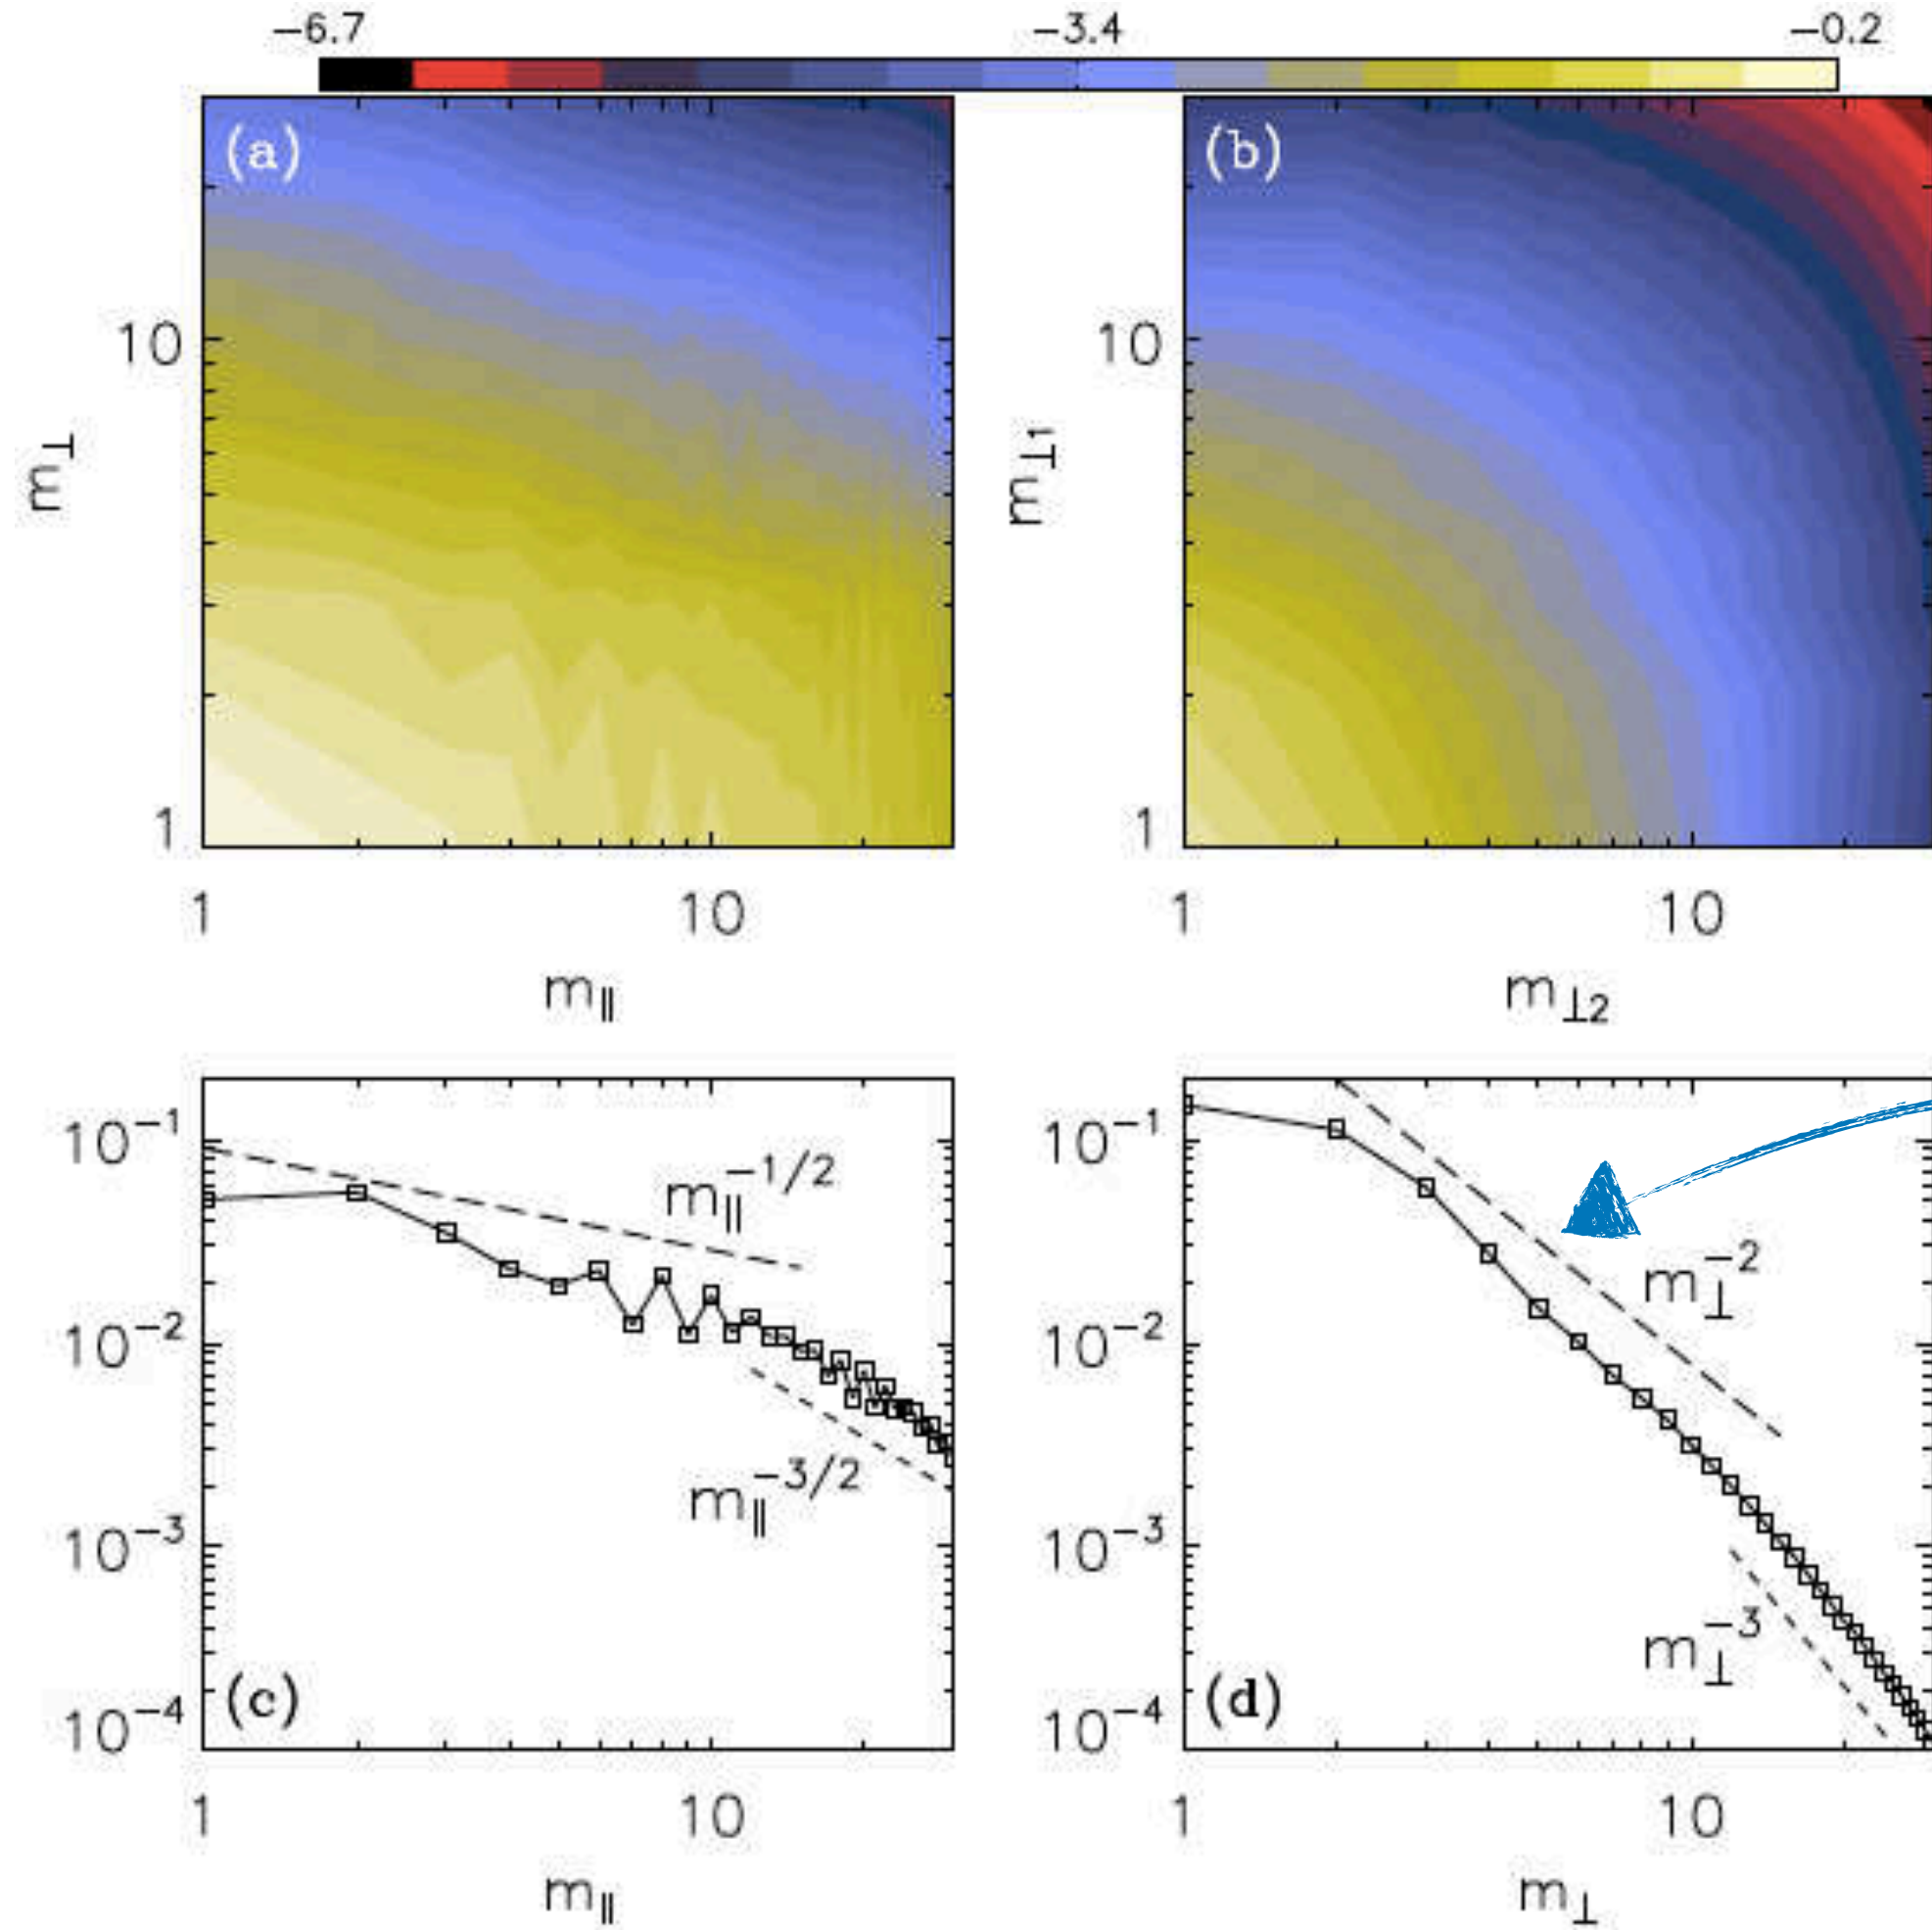 −6.7 −3.4 −0.2
(a) (b)
10 10
m⊥ m⊥1
1 1
1 10 1 10
m∥ m⊥2
10⁻¹ m∥⁻¹/² 10⁻¹
m⊥⁻²
10⁻² 10⁻²
m∥⁻³/²
10⁻³ 10⁻³
m⊥⁻³
10⁻⁴ (c) 10⁻⁴ (d)
1 10 1 10
m∥ m⊥